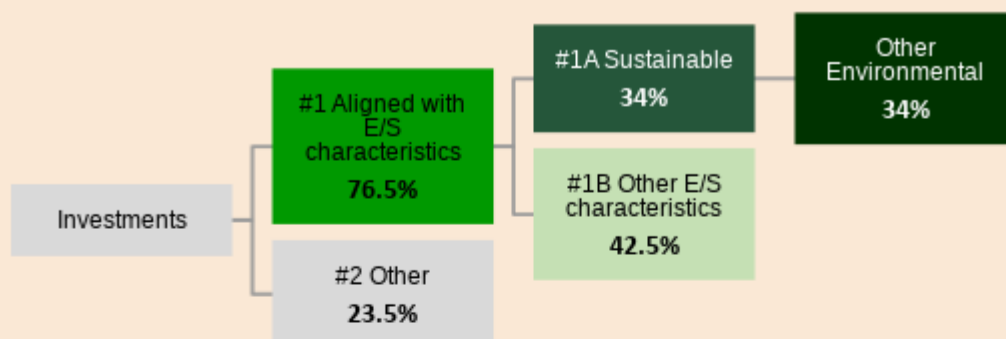 Investments
#1 Aligned with
E/S
characteristics
76.5%
#2 Other
23.5%
#1A Sustainable
34%
#1B Other E/S
characteristics
42.5%
Other
Environmental
34%